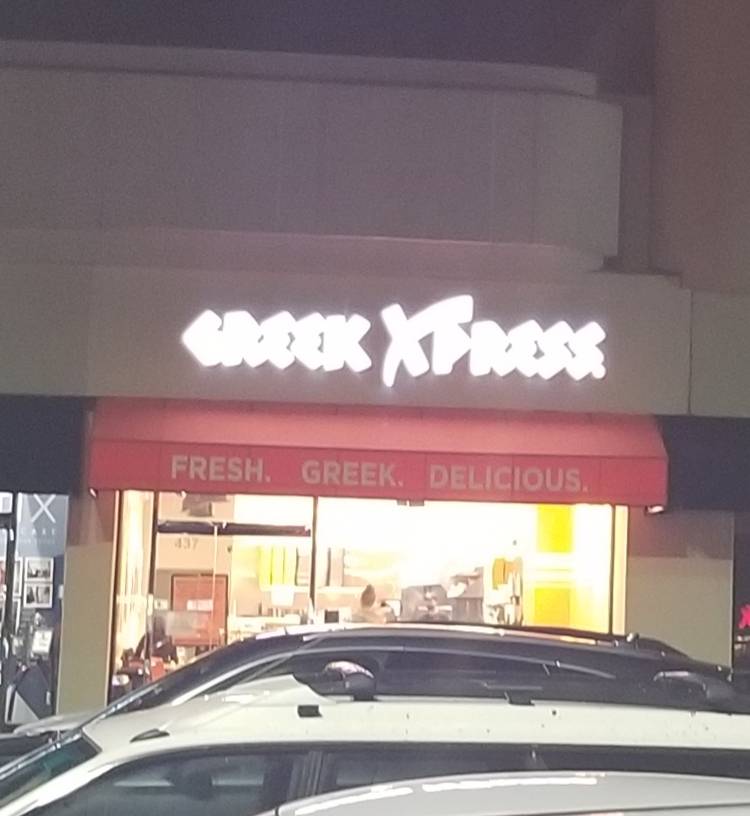 GREEK XPRESS
FRESH. GREEK. DELICIOUS.
437
X